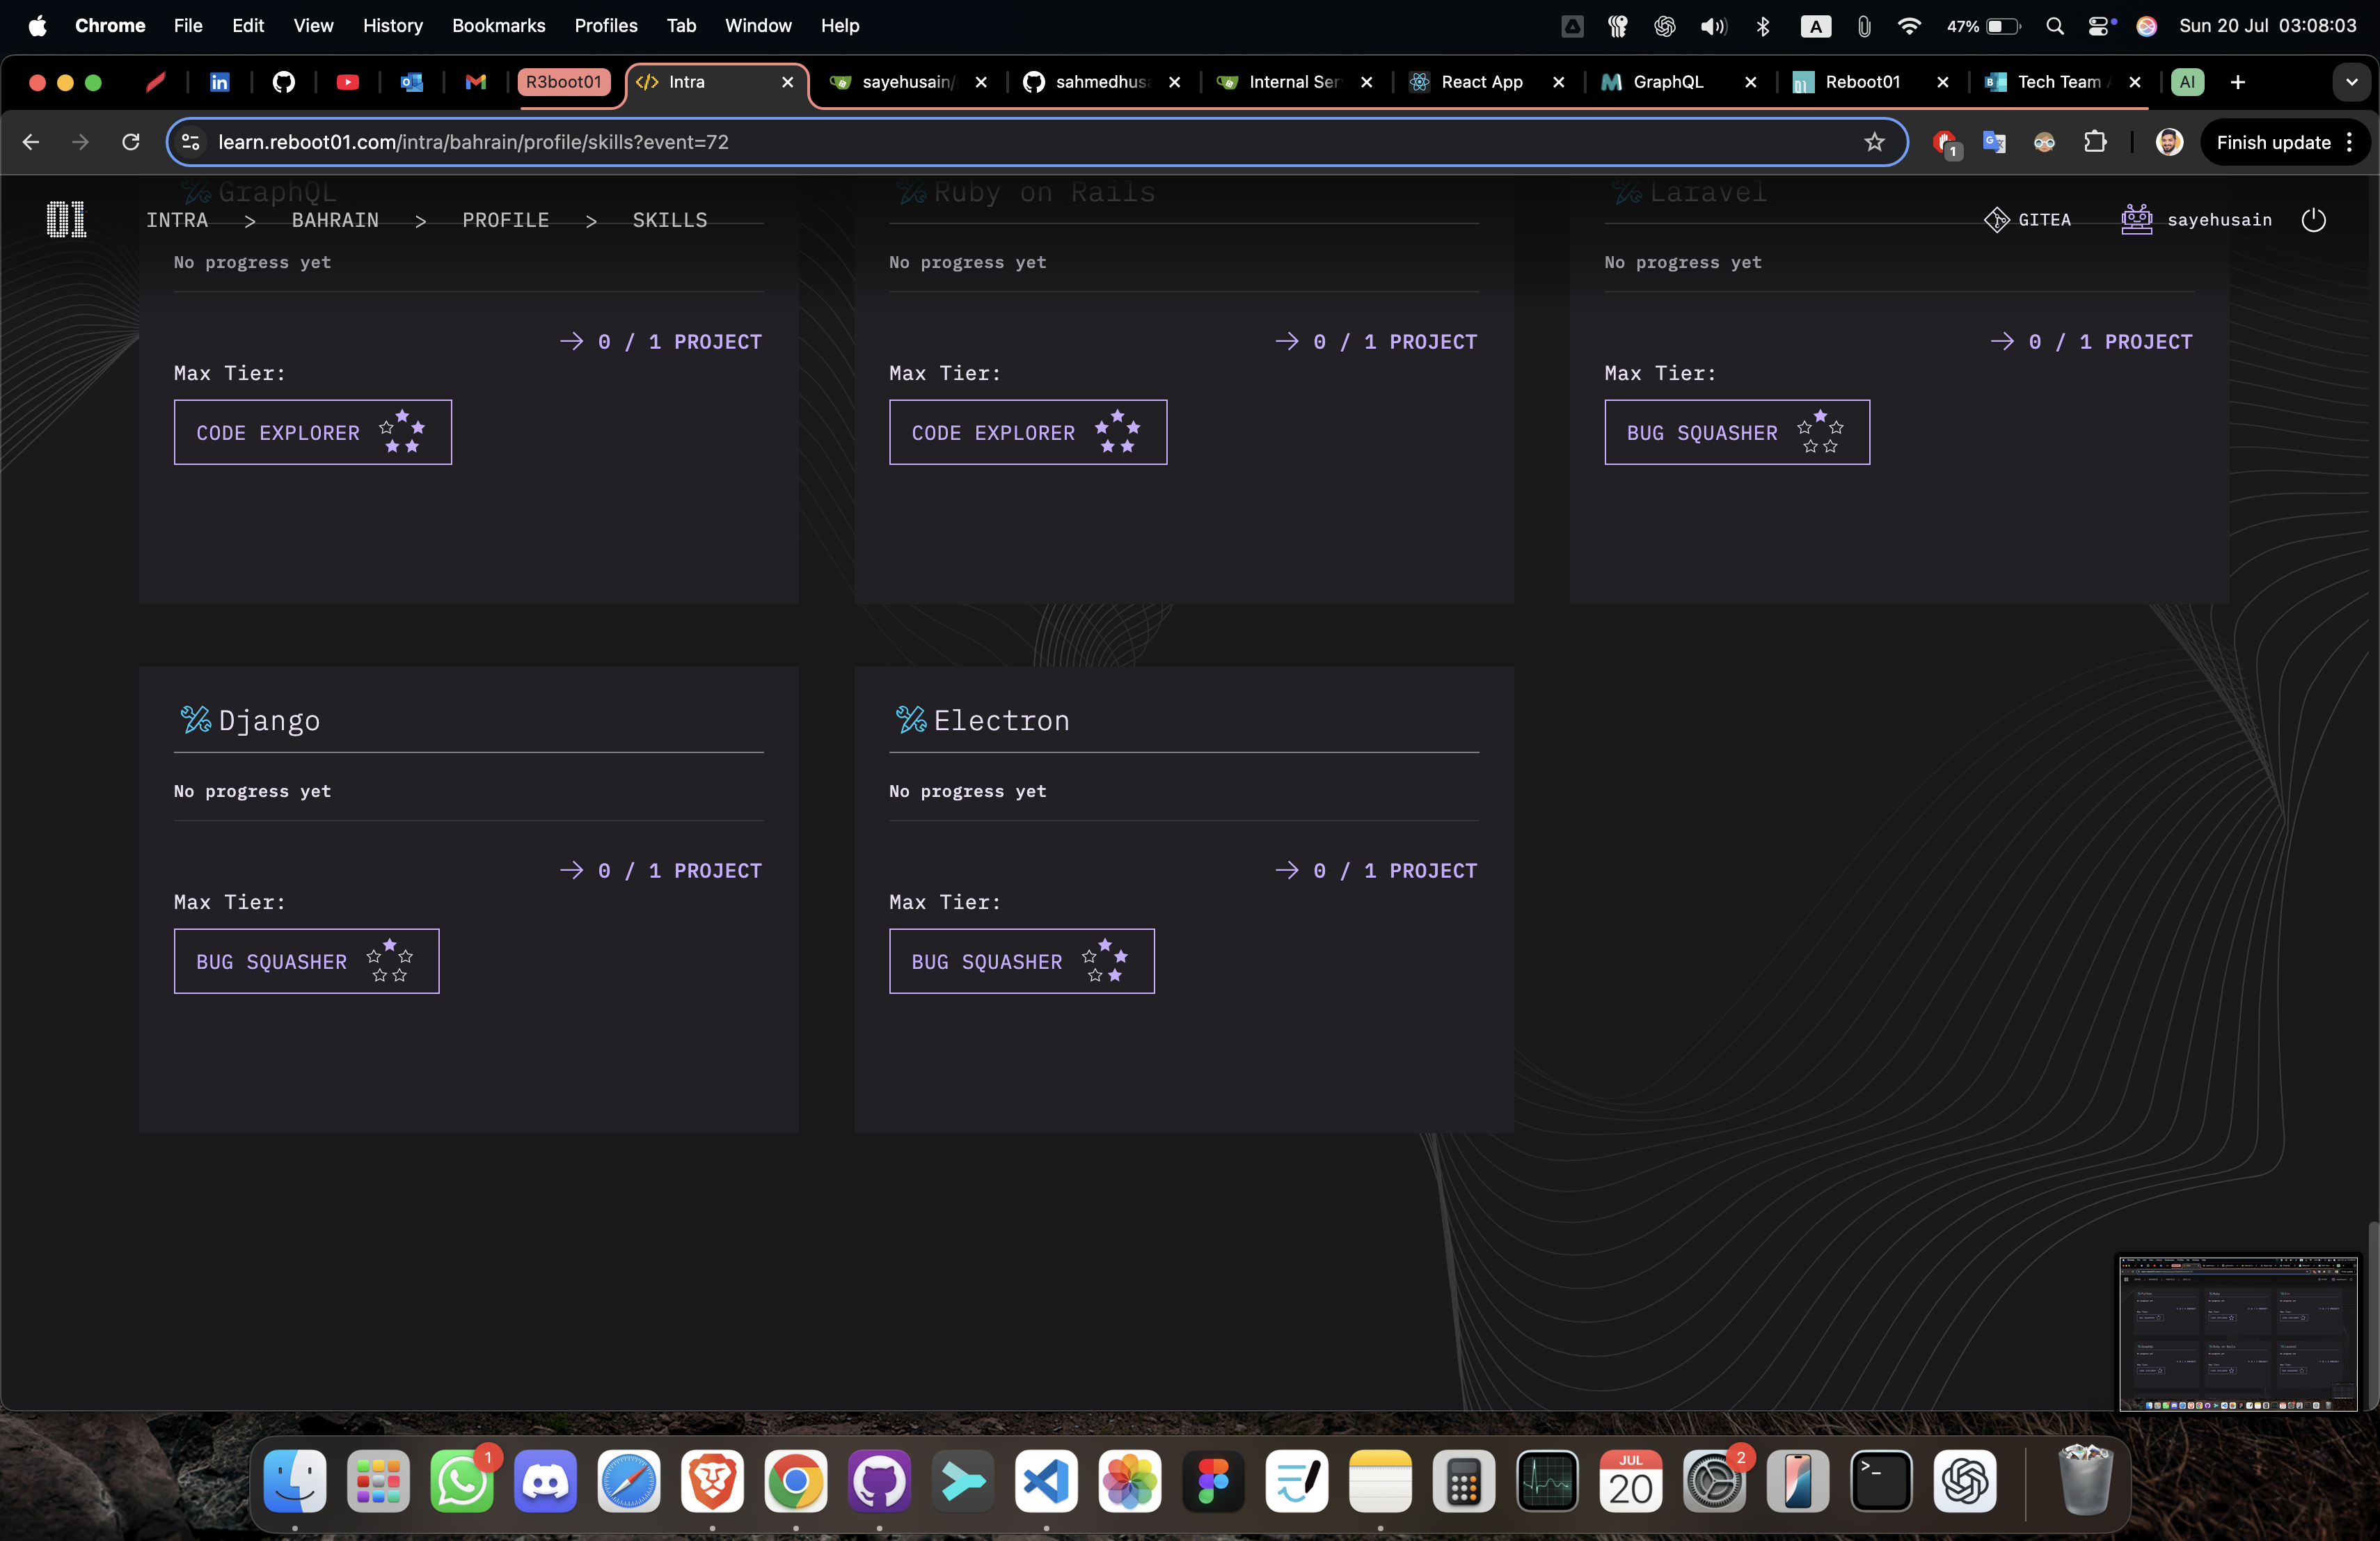 Chrome File Edit View History Bookmarks Profiles Tab Window Help A 47% Sun 20 Jul 03:08:03
R3boot01 Intra sayehusain/ sahmedhusa Internal Ser React App GraphQL Reboot01 Tech Team AI
learn.reboot01.com/intra/bahrain/profile/skills?event=72 1 Finish update
GraphQL Ruby on Rails Laravel
01 INTRA > BAHRAIN > PROFILE > SKILLS GITEA sayehusain
No progress yet No progress yet No progress yet
→ 0 / 1 PROJECT → 0 / 1 PROJECT → 0 / 1 PROJECT
Max Tier: Max Tier: Max Tier:
CODE EXPLORER CODE EXPLORER BUG SQUASHER
Django Electron
No progress yet No progress yet
→ 0 / 1 PROJECT → 0 / 1 PROJECT
Max Tier: Max Tier:
BUG SQUASHER BUG SQUASHER
1 JUL 2
20